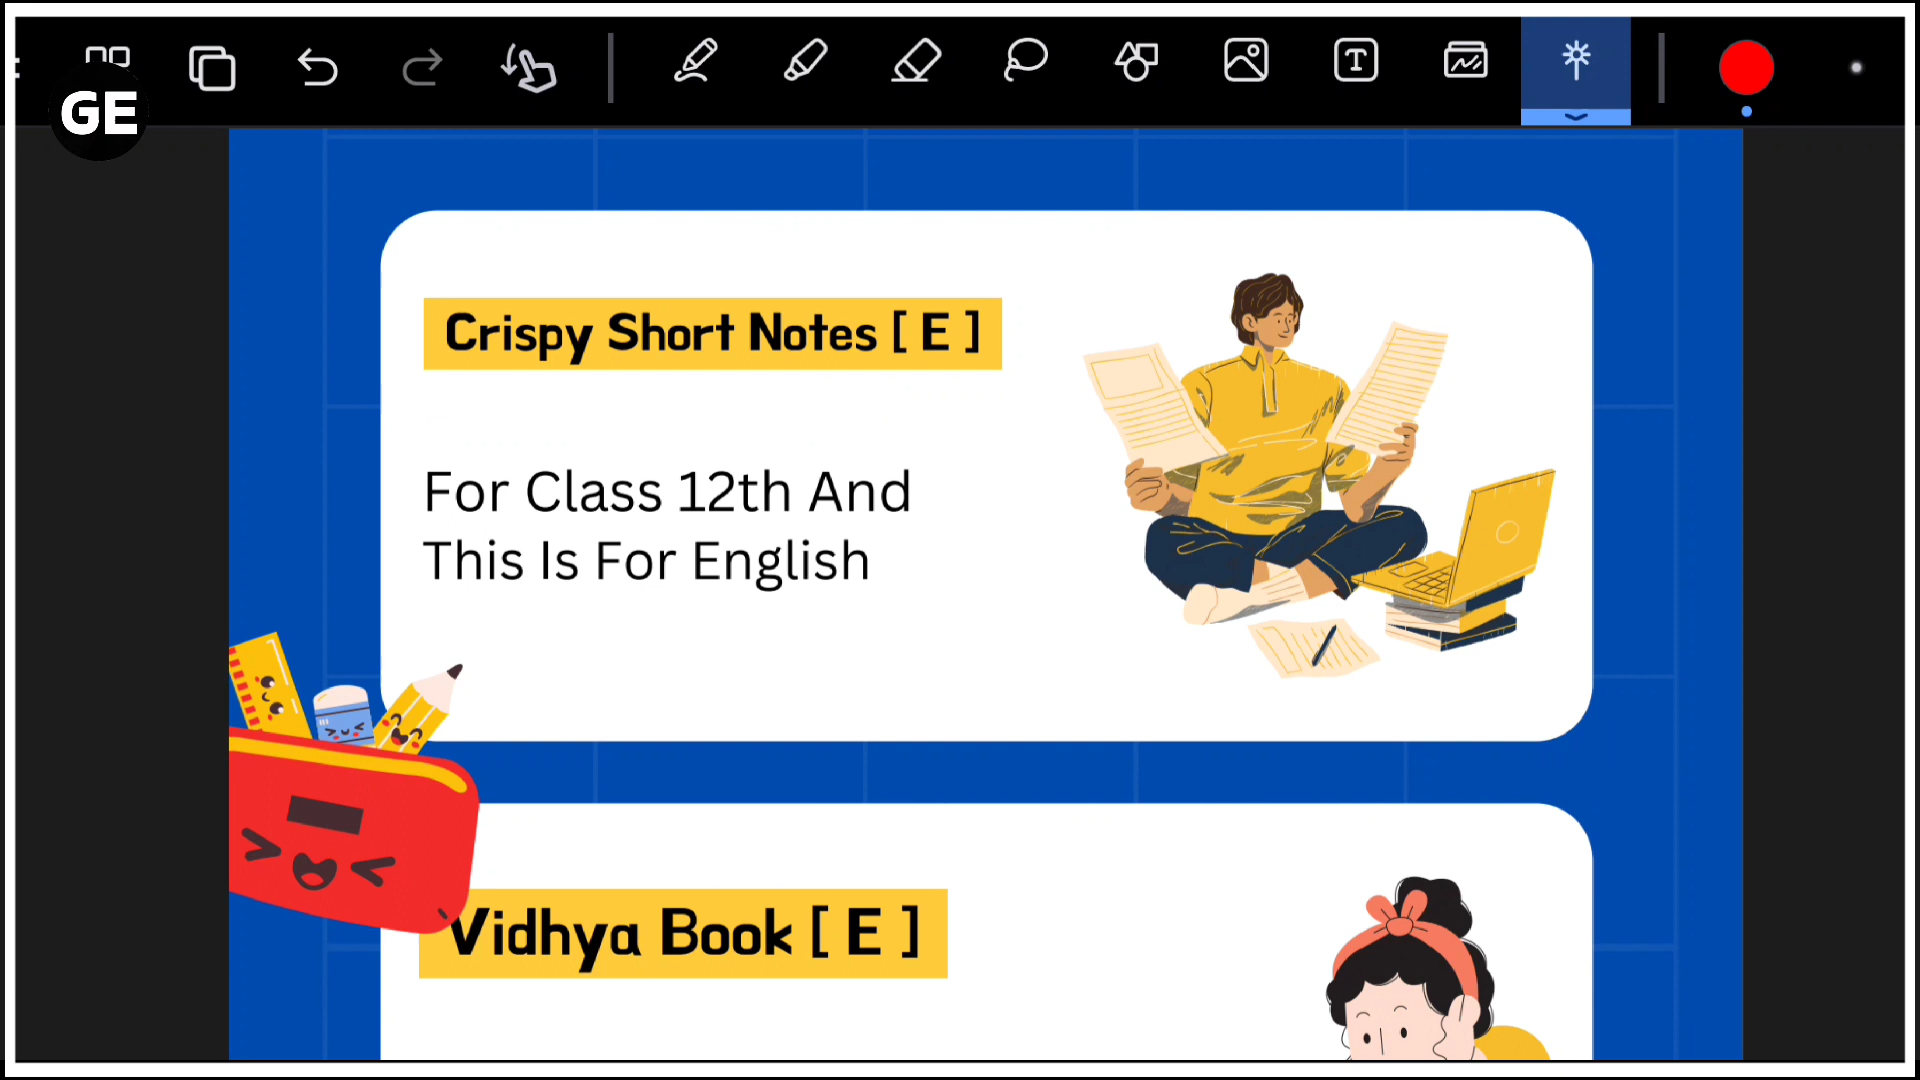 GE
Crispy Short Notes [ E ]
For Class 12th And
This Is For English
Vidhya Book [ E ]